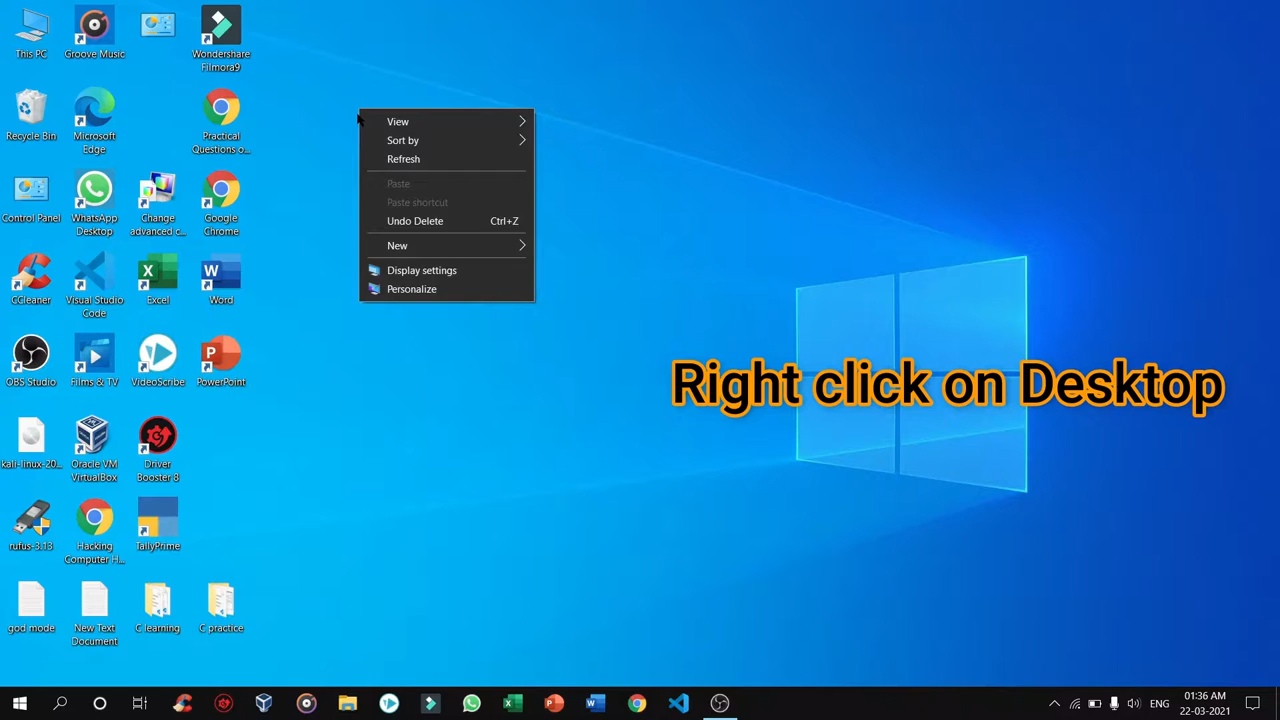 This PC
Groove Music
Wondershare
Filmora9
Recycle Bin
Microsoft
Edge
Practical
Questions o...
Control Panel
WhatsApp
Desktop
Change
advanced c...
Google
Chrome
CCleaner
Visual Studio
Code
Excel
Word
OBS Studio
Films & TV
VideoScribe
PowerPoint
kali-linux-20...
Oracle VM
VirtualBox
Driver
Booster 8
rufus-3.13
Hacking
Computer H...
TallyPrime
god mode
New Text
Document
C learning
C practice
View
Sort by
Refresh
Paste
Paste shortcut
Undo Delete Ctrl+Z
New
Display settings
Personalize
Right click on Desktop
ENG
01:36 AM
22-03-2021